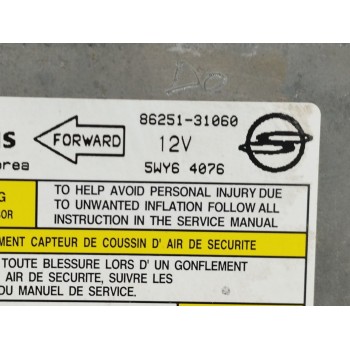 DO
86251-31060
FORWARD
12V
5WY6 4076
TO HELP AVOID PERSONAL INJURY DUE
TO UNWANTED INFLATION FOLLOW ALL
INSTRUCTION IN THE SERVICE MANUAL
MENT CAPTEUR DE COUSSIN D' AIR DE SECURITE
TOUTE BLESSURE LORS D' UN GONFLEMENT
AIR DE SECURITE, SUIVRE LES
DU MANUEL DE SERVICE.